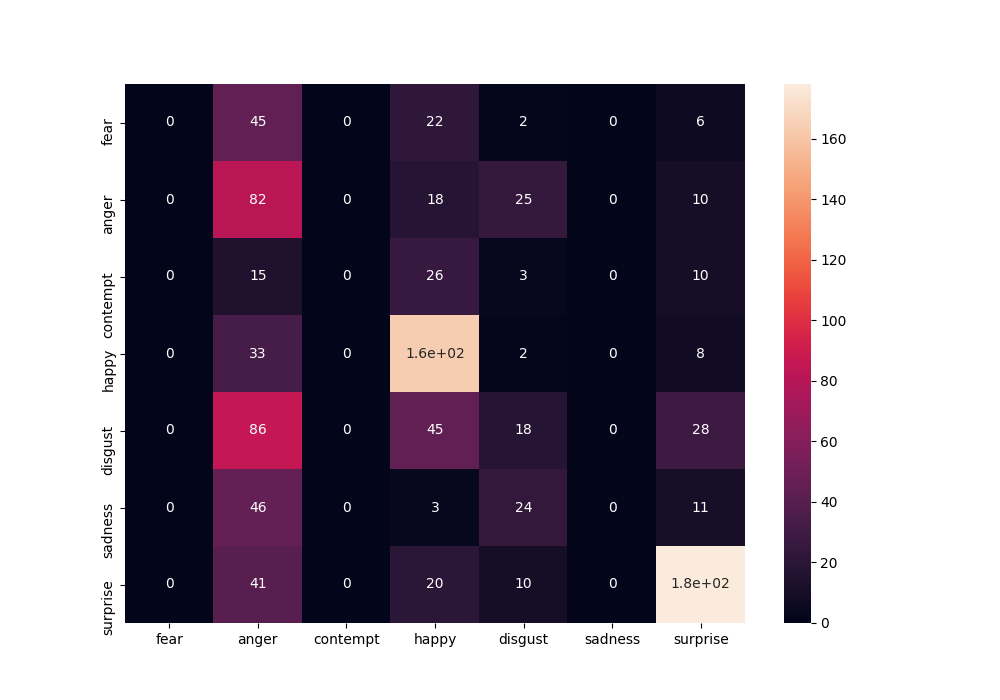 fear 0 45 0 22 2 0 6
anger 0 82 0 18 25 0 10
contempt 0 15 0 26 3 0 10
happy 0 33 0 1.6e+02 2 0 8
disgust 0 86 0 45 18 0 28
sadness 0 46 0 3 24 0 11
surprise 0 41 0 20 10 0 1.8e+02
fear anger contempt happy disgust sadness surprise
160
140
120
100
80
60
40
20
0